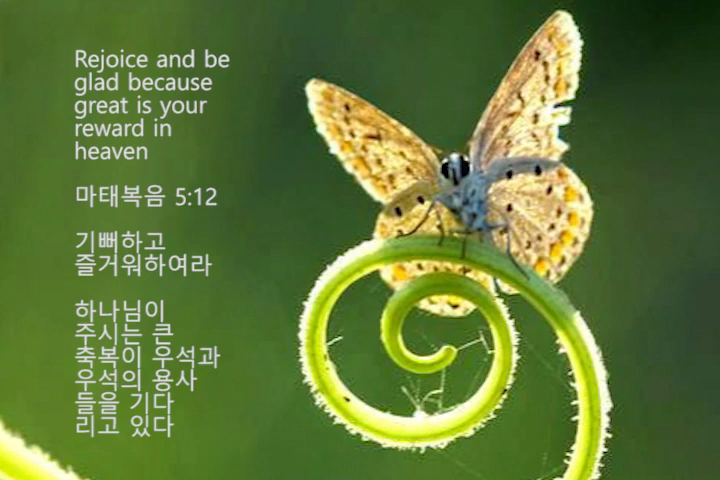 Rejoice and be
glad because
great is your
reward in
heaven
마태복음 5:12
기뻐하고
즐거워하여라
하나님이
주시는 큰
축복이 우석과
우석의 용사
들을 기다
리고 있다